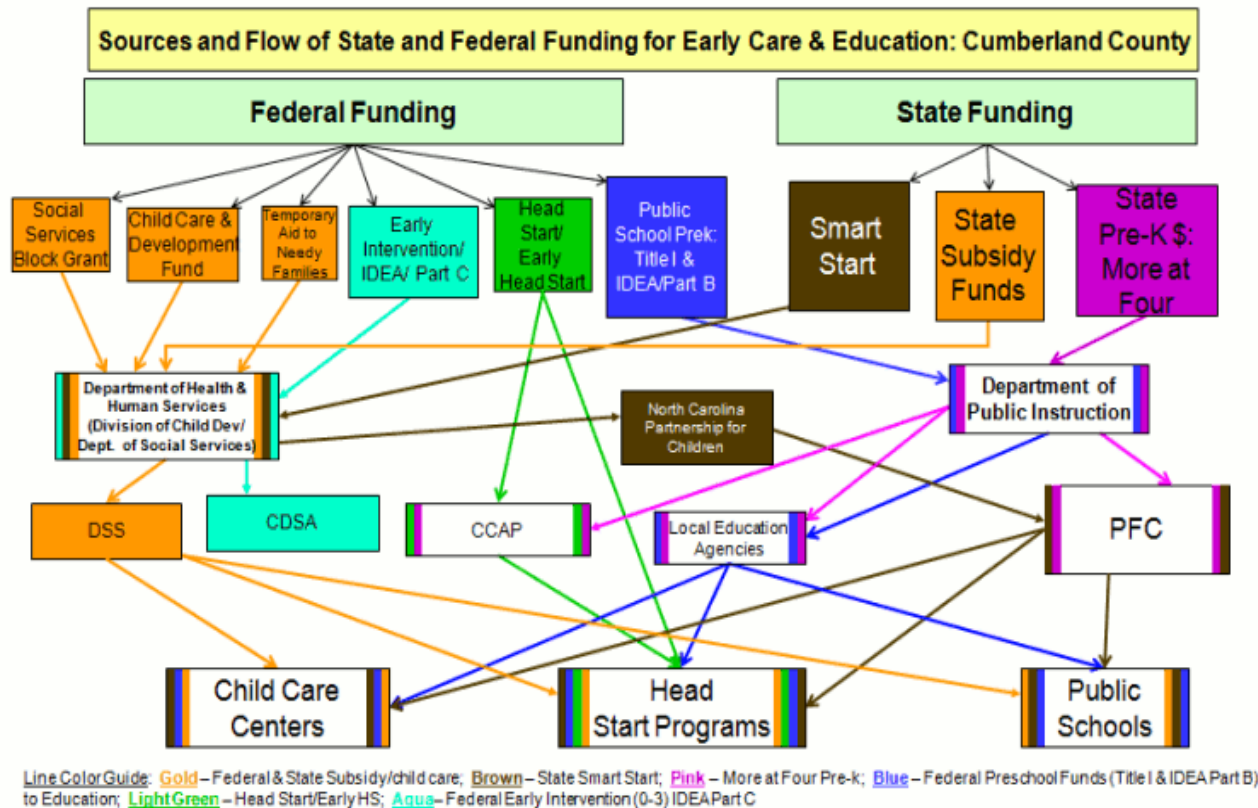 Sources and Flow of State and Federal Funding for Early Care & Education: Cumberland County
Federal Funding
State Funding
Social
Services
Block Grant
Child Care &
Development
Fund
Temporary
Aid to
Needy
Families
Early
Intervention/
IDEA/ Part C
Head
Start/
Early
Head Start
Public
School Prek:
Title I &
IDEA/Part B
Smart
Start
State
Subsidy
Funds
State
Pre-K $:
More at
Four
Department of Health &
Human Services
(Division of Child Dev/
Dept. of Social Services)
North Carolina
Partnership for
Children
Department of
Public Instruction
DSS
CDSA
CCAP
Local Education
Agencies
PFC
Child Care
Centers
Head
Start Programs
Public
Schools
Line Color Guide: Gold – Federal & State Subsidy/child care; Brown – State Smart Start; Pink – More at Four Pre-k; Blue – Federal Preschool Funds (Title I & IDEA Part B)
to Education; Light Green – Head Start/Early HS; Aqua – Federal Early Intervention (0-3) IDEA Part C